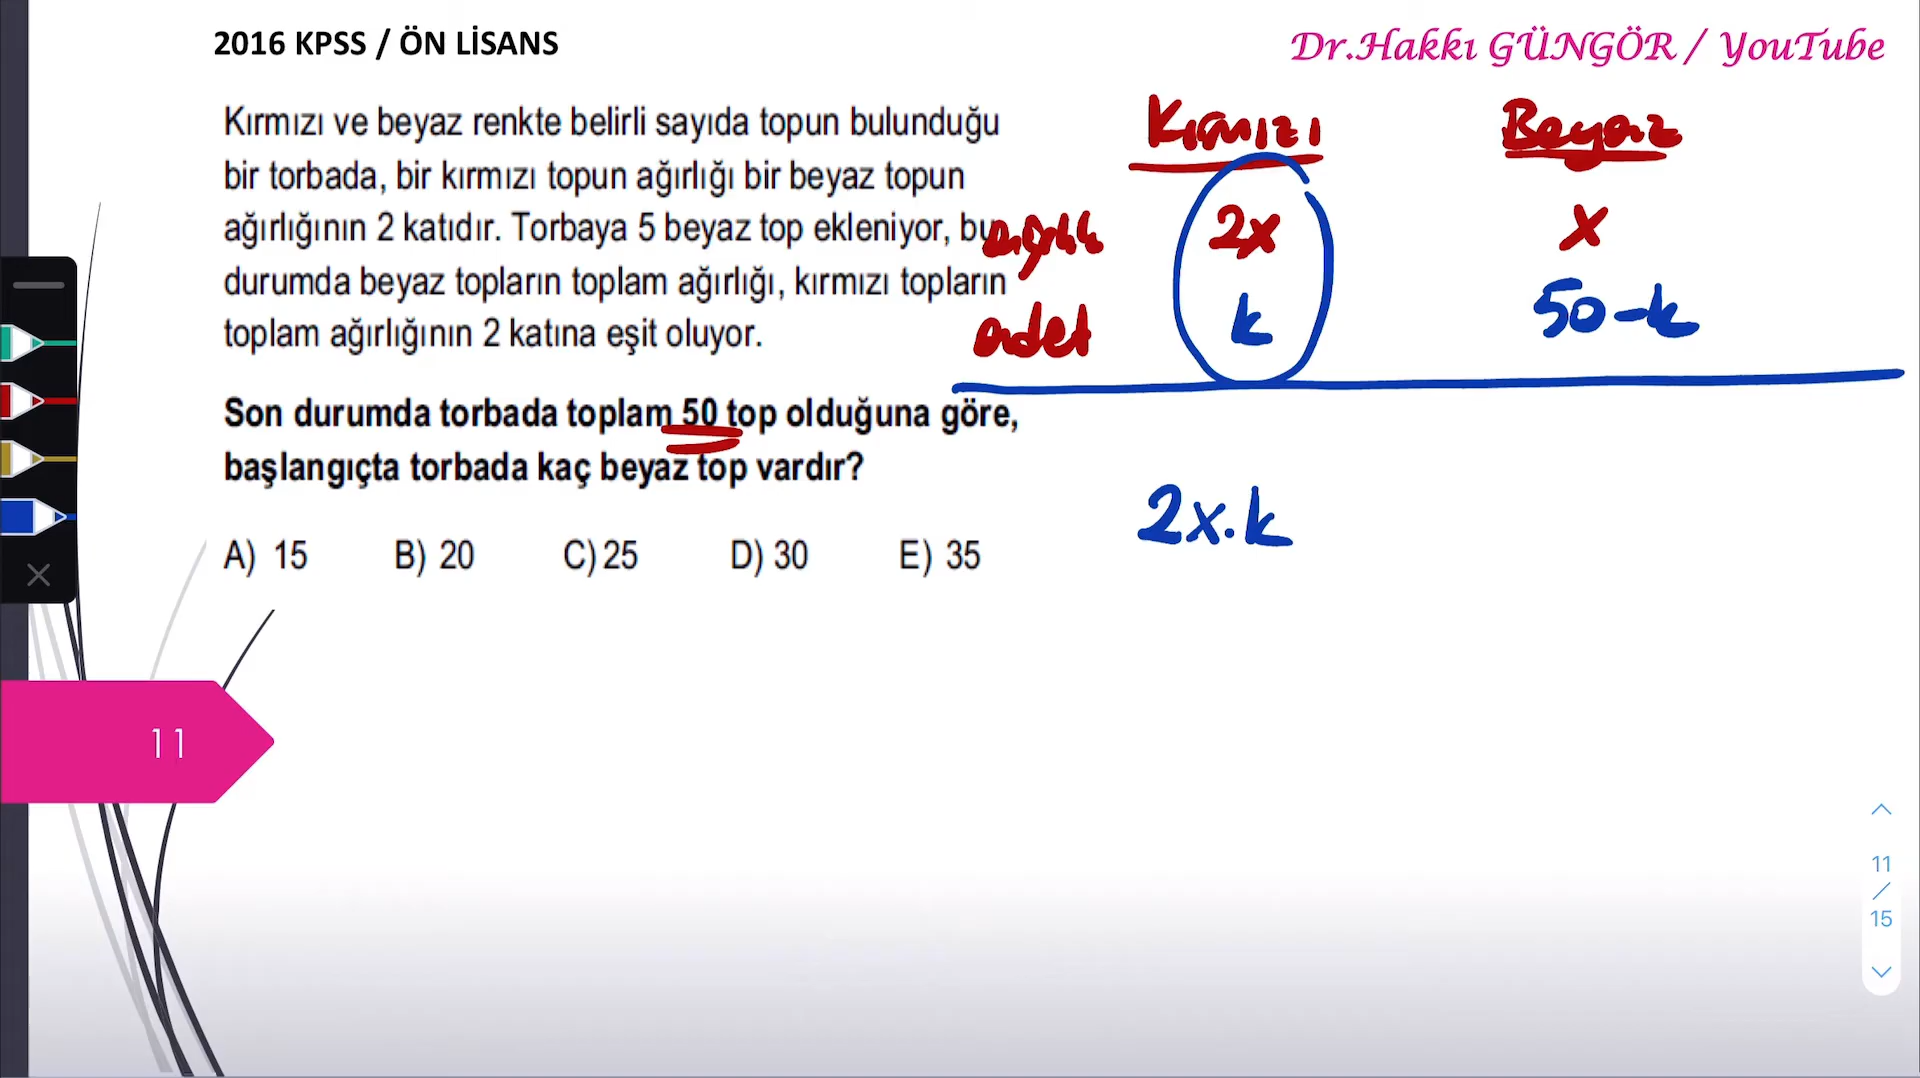 2016 KPSS / ÖN LİSANS
Dr.Hakkı GÜNGÖR / YouTube
Kırmızı ve beyaz renkte belirli sayıda topun bulunduğu
bir torbada, bir kırmızı topun ağırlığı bir beyaz topun
ağırlığının 2 katıdır. Torbaya 5 beyaz top ekleniyor, bu
durumda beyaz topların toplam ağırlığı, kırmızı topların
toplam ağırlığının 2 katına eşit oluyor.
Son durumda torbada toplam 50 top olduğuna göre,
başlangıçta torbada kaç beyaz top vardır?
A) 15 B) 20 C) 25 D) 30 E) 35
Kırmızı Beyaz
ağırlık 2x x
adet k 50-k
2x.k
11
11
/
15